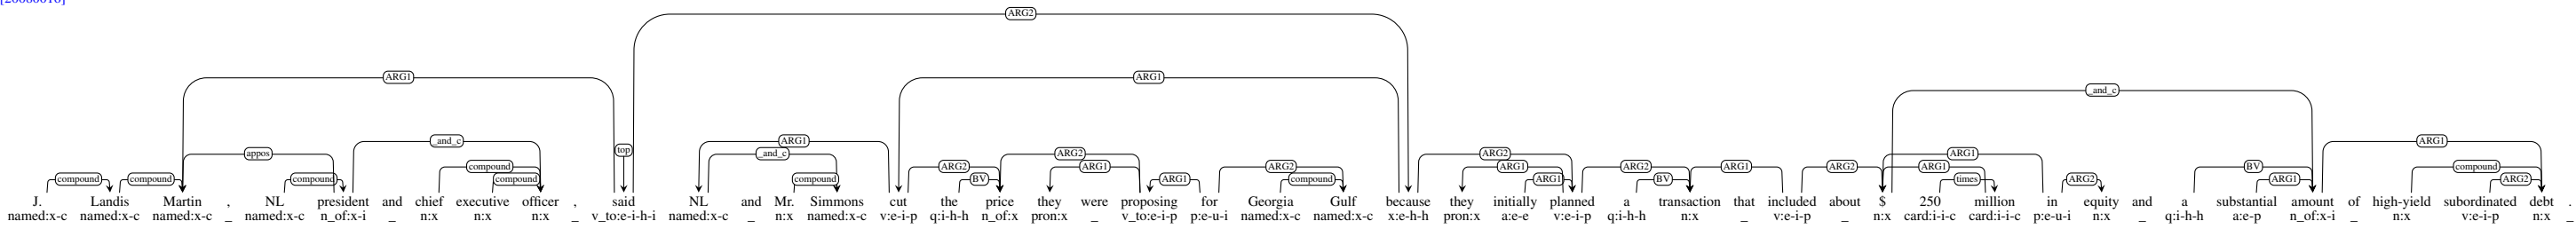 ARG2
ARG1 ARG1
_and_c
_and_c top ARG1 ARG1 ARG1
appos _and_c ARG2 ARG2
compound ARG2 ARG1 ARG2 ARG1 ARG2 ARG1 ARG2 ARG1 BV compound
compound compound compound compound compound BV ARG1 compound ARG1 BV times ARG2 ARG1 ARG2
J. Landis Martin , NL president and chief executive officer , said NL and Mr. Simmons cut the price they were proposing for Georgia Gulf because they initially planned a transaction that included about $ 250 million in equity and a substantial amount of high-yield subordinated debt .
named:x-c named:x-c named:x-c _ named:x-c n_of:x-i _ n:x n:x n:x _ v_to:e-i-h-i named:x-c _ n:x named:x-c v:e-i-p q:i-h-h n_of:x pron:x _ v_to:e-i-p p:e-u-i named:x-c named:x-c x:e-h-h pron:x a:e-e v:e-i-p q:i-h-h n:x _ v:e-i-p _ n:x card:i-i-c card:i-i-c p:e-u-i n:x _ q:i-h-h a:e-p n_of:x-i _ n:x v:e-i-p n:x _